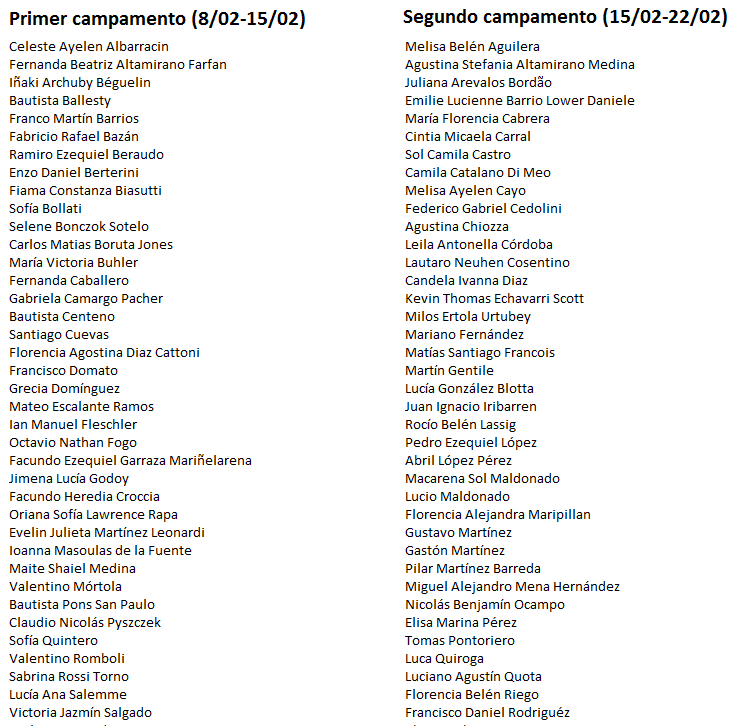 Primer campamento (8/02-15/02)
Celeste Ayelen Albarracin
Fernanda Beatriz Altamirano Farfan
Iñaki Archuby Béguelin
Bautista Ballesty
Franco Martín Barrios
Fabricio Rafael Bazán
Ramiro Ezequiel Beraudo
Enzo Daniel Berterini
Fiama Constanza Biasutti
Sofía Bollati
Selene Bonczok Sotelo
Carlos Matias Boruta Jones
María Victoria Buhler
Fernanda Caballero
Gabriela Camargo Pacher
Bautista Centeno
Santiago Cuevas
Florencia Agostina Diaz Cattoni
Francisco Domato
Grecia Domínguez
Mateo Escalante Ramos
Ian Manuel Fleschler
Octavio Nathan Fogo
Facundo Ezequiel Garraza Mariñelarena
Jimena Lucía Godoy
Facundo Heredia Croccia
Oriana Sofía Lawrence Rapa
Evelin Julieta Martínez Leonardi
Ioanna Masoulas de la Fuente
Maite Shaiel Medina
Valentino Mórtola
Bautista Pons San Paulo
Claudio Nicolás Pyszczek
Sofía Quintero
Valentino Romboli
Sabrina Rossi Torno
Lucía Ana Salemme
Victoria Jazmín Salgado
Segundo campamento (15/02-22/02)
Melisa Belén Aguilera
Agustina Stefania Altamirano Medina
Juliana Arevalos Bordão
Emilie Lucienne Barrio Lower Daniele
María Florencia Cabrera
Cintia Micaela Carral
Sol Camila Castro
Camila Catalano Di Meo
Melisa Ayelen Cayo
Federico Gabriel Cedolini
Agustina Chiozza
Leila Antonella Córdoba
Lautaro Neuhen Cosentino
Candela Ivanna Diaz
Kevin Thomas Echavarri Scott
Milos Ertola Urtubey
Mariano Fernández
Matías Santiago Francois
Martín Gentile
Lucía González Blotta
Juan Ignacio Iribarren
Rocío Belén Lassig
Pedro Ezequiel López
Abril López Pérez
Macarena Sol Maldonado
Lucio Maldonado
Florencia Alejandra Maripillan
Gustavo Martínez
Gastón Martínez
Pilar Martínez Barreda
Miguel Alejandro Mena Hernández
Nicolás Benjamín Ocampo
Elisa Marina Pérez
Tomas Pontoriero
Luca Quiroga
Luciano Agustín Quota
Florencia Belén Riego
Francisco Daniel Rodriguéz